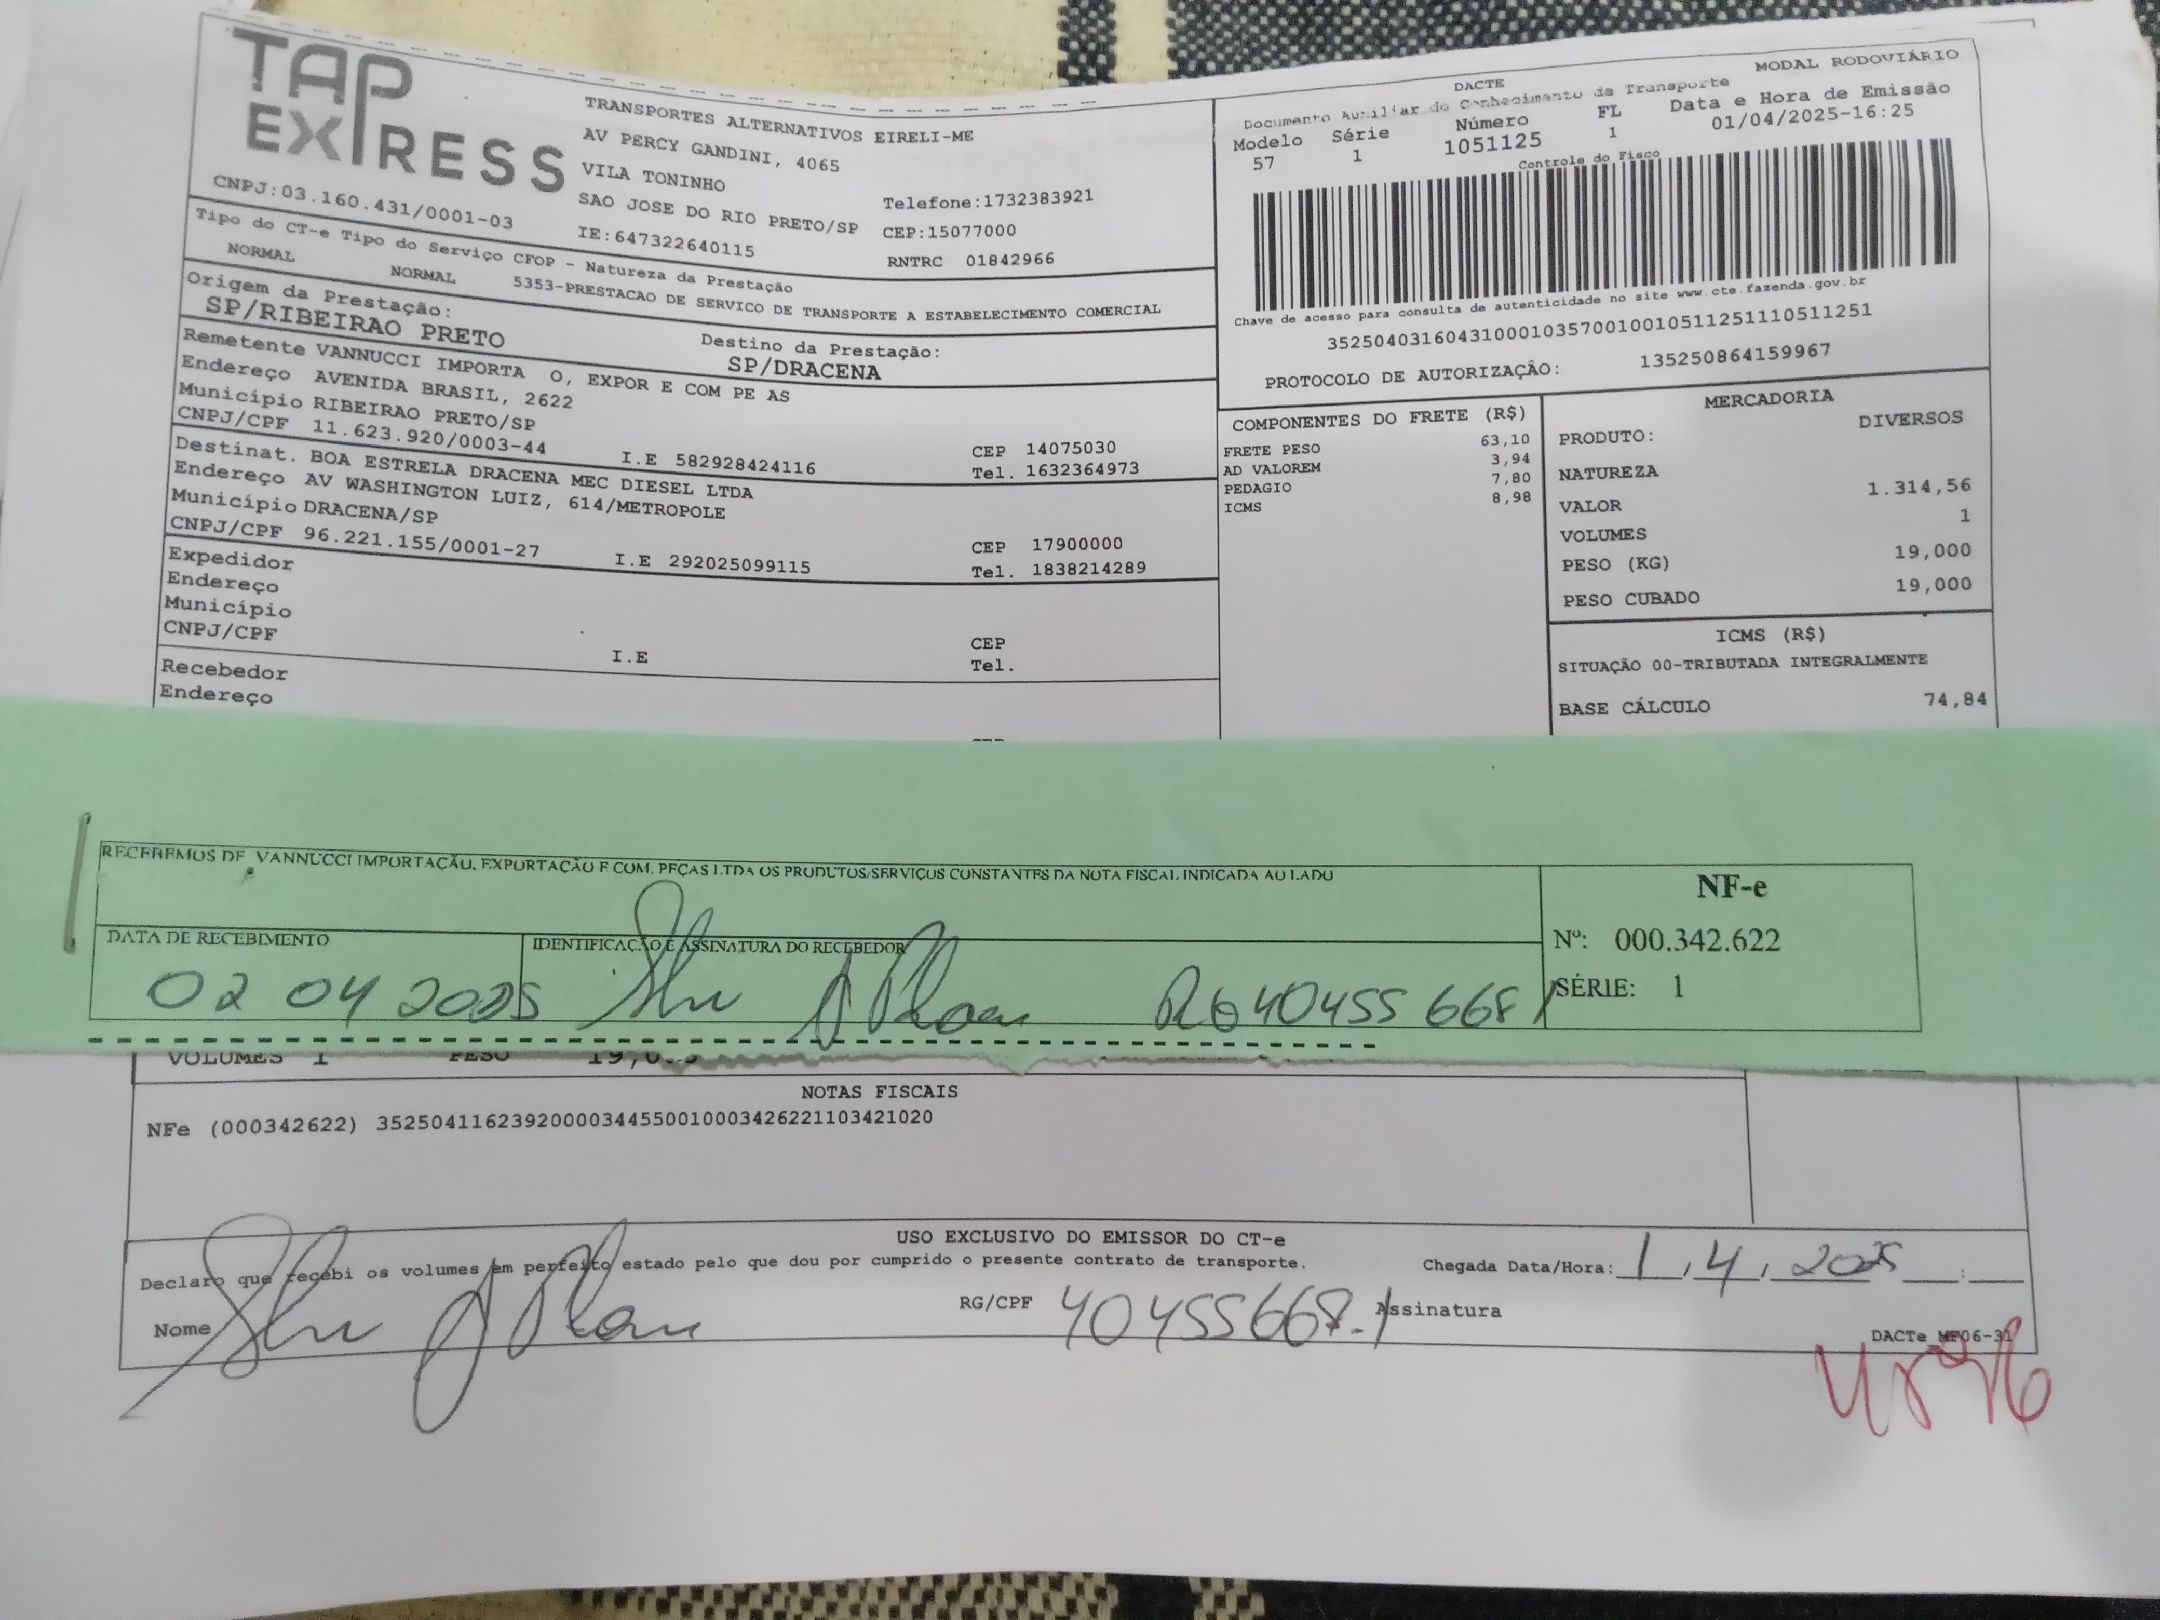 TAP EXPRESS
TRANSPORTES ALTERNATIVOS EIRELI-ME
AV PERCY GANDINI, 4065
VILA TONINHO
SAO JOSE DO RIO PRETO/SP
Telefone:1732383921
CEP:15077000
CNPJ:03.160.431/0001-03
IE:647322640115
RNTRC 01842966
Tipo do CT-e Tipo do Serviço CFOP - Natureza da Prestação
NORMAL NORMAL 5353-PRESTACAO DE SERVICO DE TRANSPORTE A ESTABELECIMENTO COMERCIAL
Origem da Prestação:
SP/RIBEIRAO PRETO
Destino da Prestação:
SP/DRACENA
Remetente VANNUCCI IMPORTA O, EXPOR E COM PE AS
Endereço AVENIDA BRASIL, 2622
Município RIBEIRAO PRETO/SP CEP 14075030
CNPJ/CPF 11.623.920/0003-44 I.E 582928424116 Tel. 1632364973
Destinat. BOA ESTRELA DRACENA MEC DIESEL LTDA
Endereço AV WASHINGTON LUIZ, 614/METROPOLE
Município DRACENA/SP CEP 17900000
CNPJ/CPF 96.221.155/0001-27 I.E 292025099115 Tel. 1838214289
Expedidor
Endereço
Município CEP
CNPJ/CPF I.E Tel.
Recebedor
Endereço
MODAL RODOVIÁRIO
DACTE
Documento Auxiliar do Conhecimento de Transporte
Modelo Série Número FL Data e Hora de Emissão
57 1 1051125 1 01/04/2025-16:25
Controle do Fisco
Chave de acesso para consulta de autenticidade no site www.cte.fazenda.gov.br
35250403160431000103570010010511251110511251
PROTOCOLO DE AUTORIZAÇÃO: 135250864159967
COMPONENTES DO FRETE (R$)
FRETE PESO 63,10
AD VALOREM 3,94
PEDAGIO 7,80
ICMS 8,98
MERCADORIA
PRODUTO: DIVERSOS
NATUREZA
VALOR 1.314,56
VOLUMES 1
PESO (KG) 19,000
PESO CUBADO 19,000
ICMS (R$)
SITUAÇÃO 00-TRIBUTADA INTEGRALMENTE
BASE CÁLCULO 74,84
RECEBEMOS DE VANNUCCI IMPORTAÇÃO, EXPORTAÇÃO E COM. PEÇAS LTDA OS PRODUTOS/SERVIÇOS CONSTANTES DA NOTA FISCAL INDICADA AO LADO
DATA DE RECEBIMENTO
02 04 2025
IDENTIFICAÇÃO E ASSINATURA DO RECEBEDOR
RG 40455 668 1
NF-e
Nº: 000.342.622
SÉRIE: 1
VOLUMES 1 PESO
NOTAS FISCAIS
NFe (000342622) 35250411623920000344550010003426221103421020
USO EXCLUSIVO DO EMISSOR DO CT-e
Declaro que recebi os volumes em perfeito estado pelo que dou por cumprido o presente contrato de transporte.
Chegada Data/Hora: 1, 4, 2025
Nome
RG/CPF 40455668.1
Assinatura